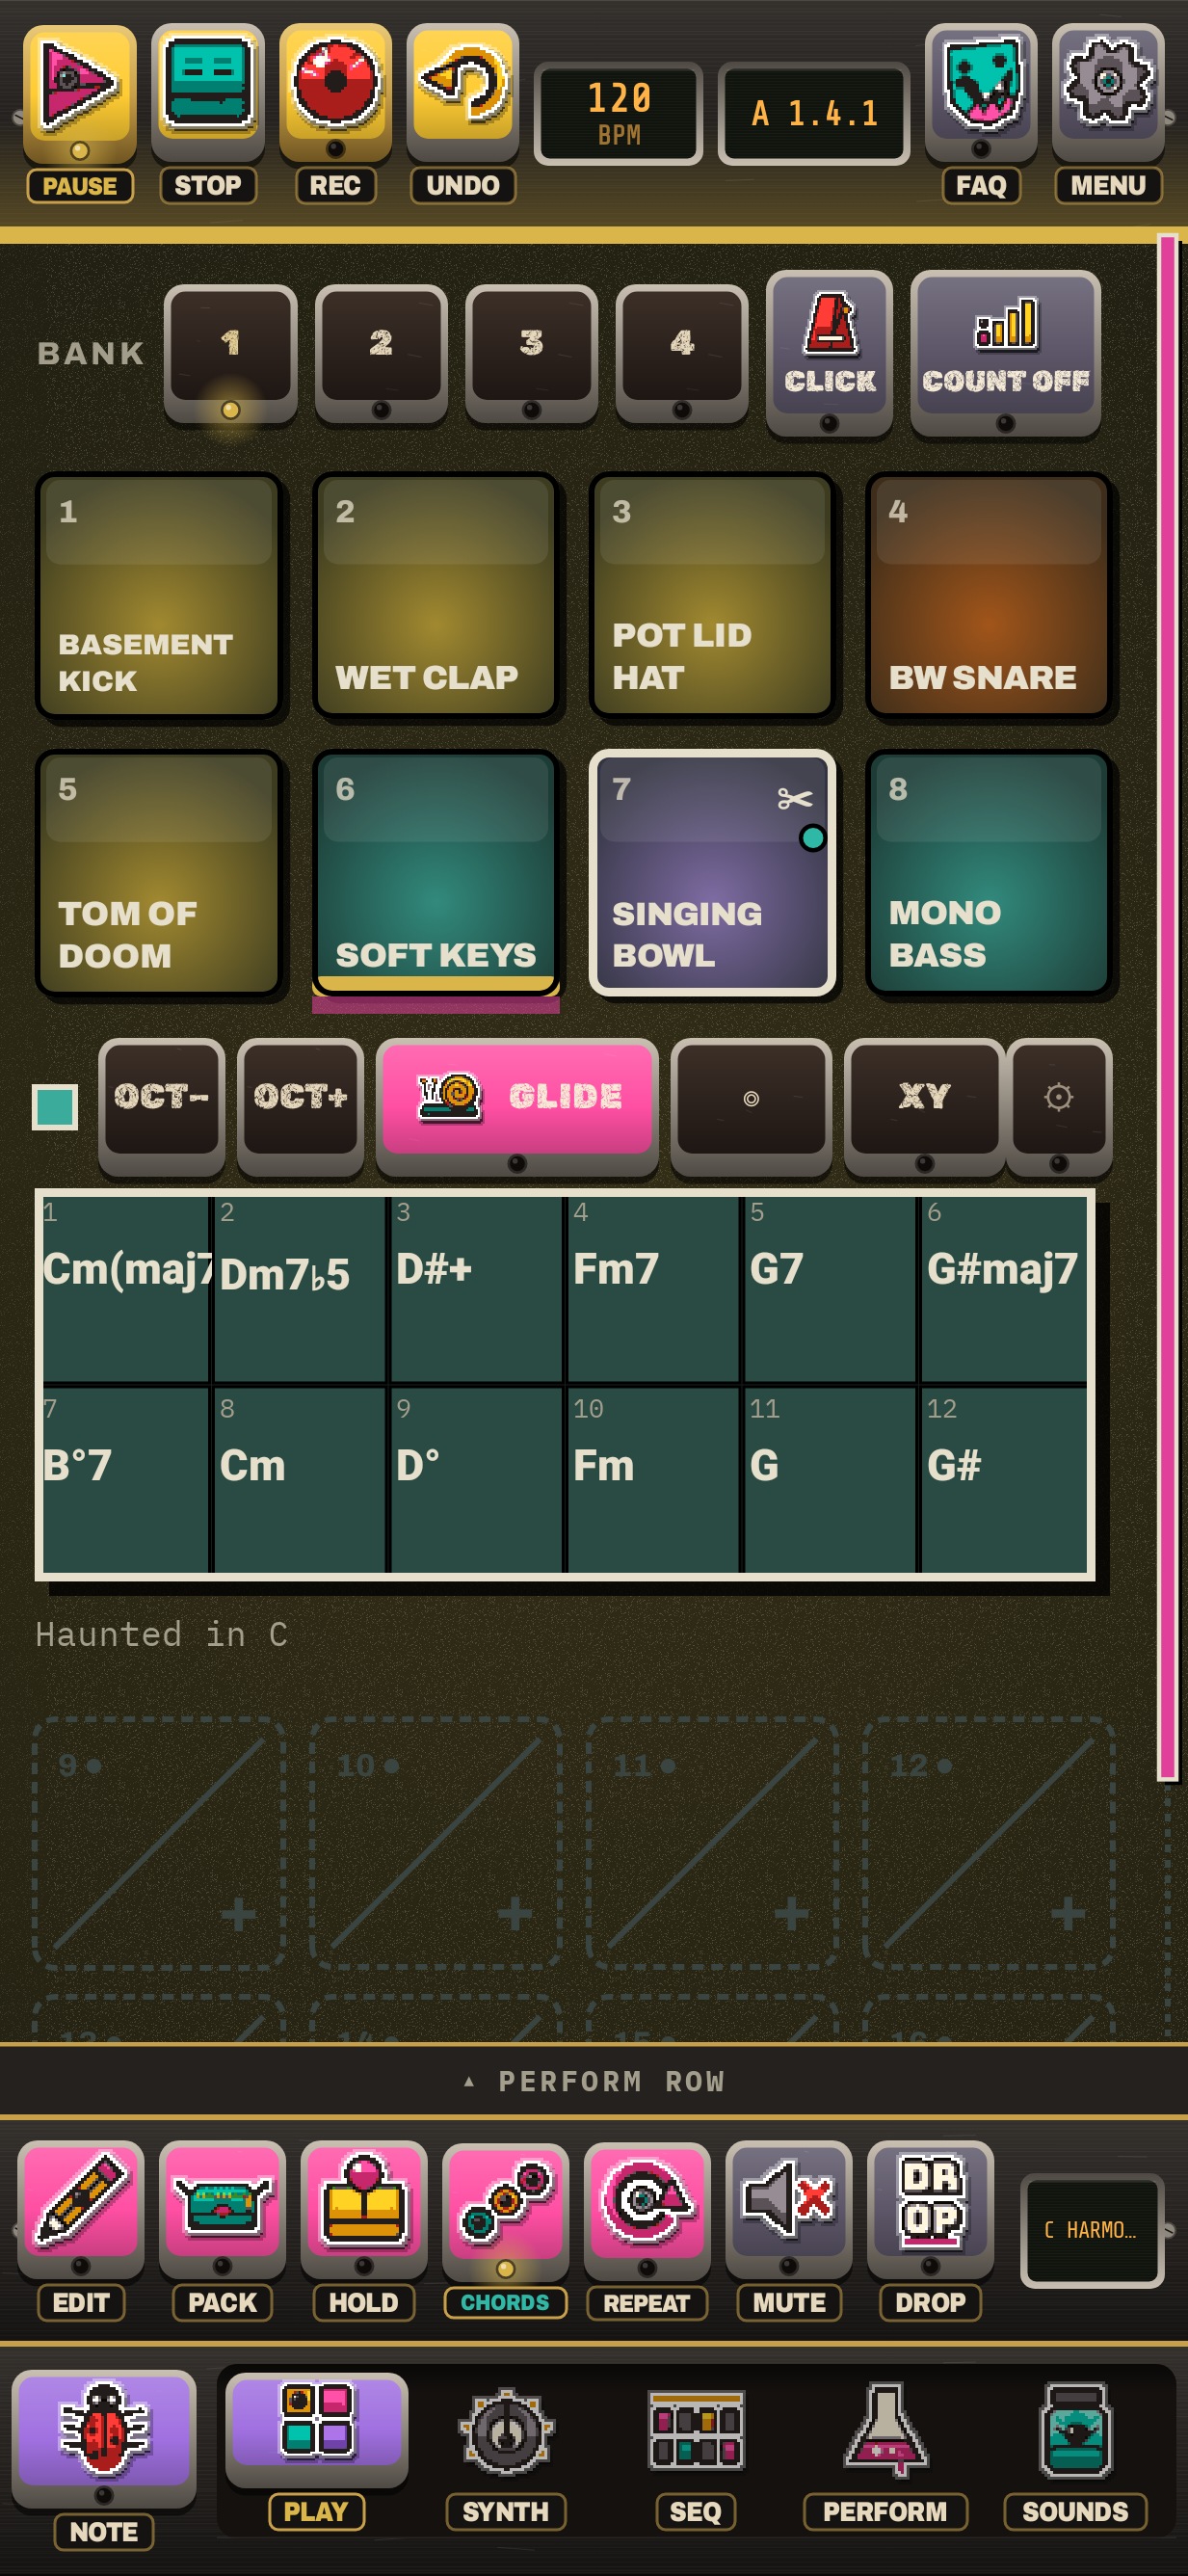 120
BPM
A 1.4.1
PAUSE
STOP
REC
UNDO
FAQ
MENU
BANK
1
2
3
4
CLICK
COUNT OFF
1
BASEMENT
KICK
2
WET CLAP
3
POT LID
HAT
4
BW SNARE
5
TOM OF
DOOM
6
SOFT KEYS
7
SINGING
BOWL
8
MONO
BASS
OCT-
OCT+
GLIDE
XY
1
Cm(maj7
2
Dm7♭5
3
D#+
4
Fm7
5
G7
6
G#maj7
7
B°7
8
Cm
9
D°
10
Fm
11
G
12
G#
Haunted in C
9
10
11
12
13
14
15
16
▲ PERFORM ROW
DR
OP
C HARMO…
EDIT
PACK
HOLD
CHORDS
REPEAT
MUTE
DROP
NOTE
PLAY
SYNTH
SEQ
PERFORM
SOUNDS